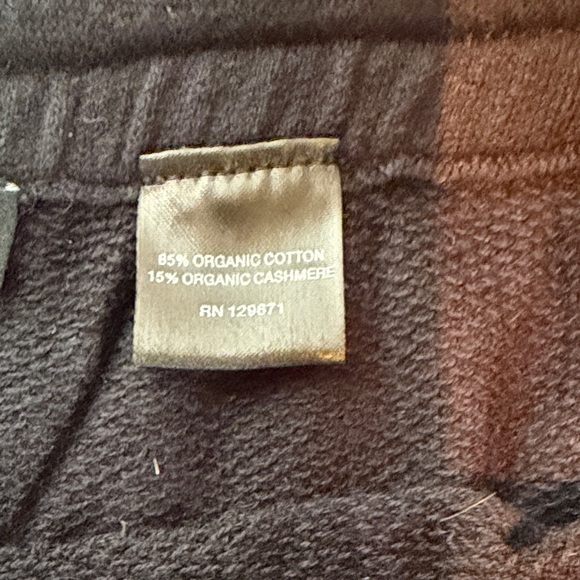 85% ORGANIC COTTON
15% ORGANIC CASHMERE
RN 129671